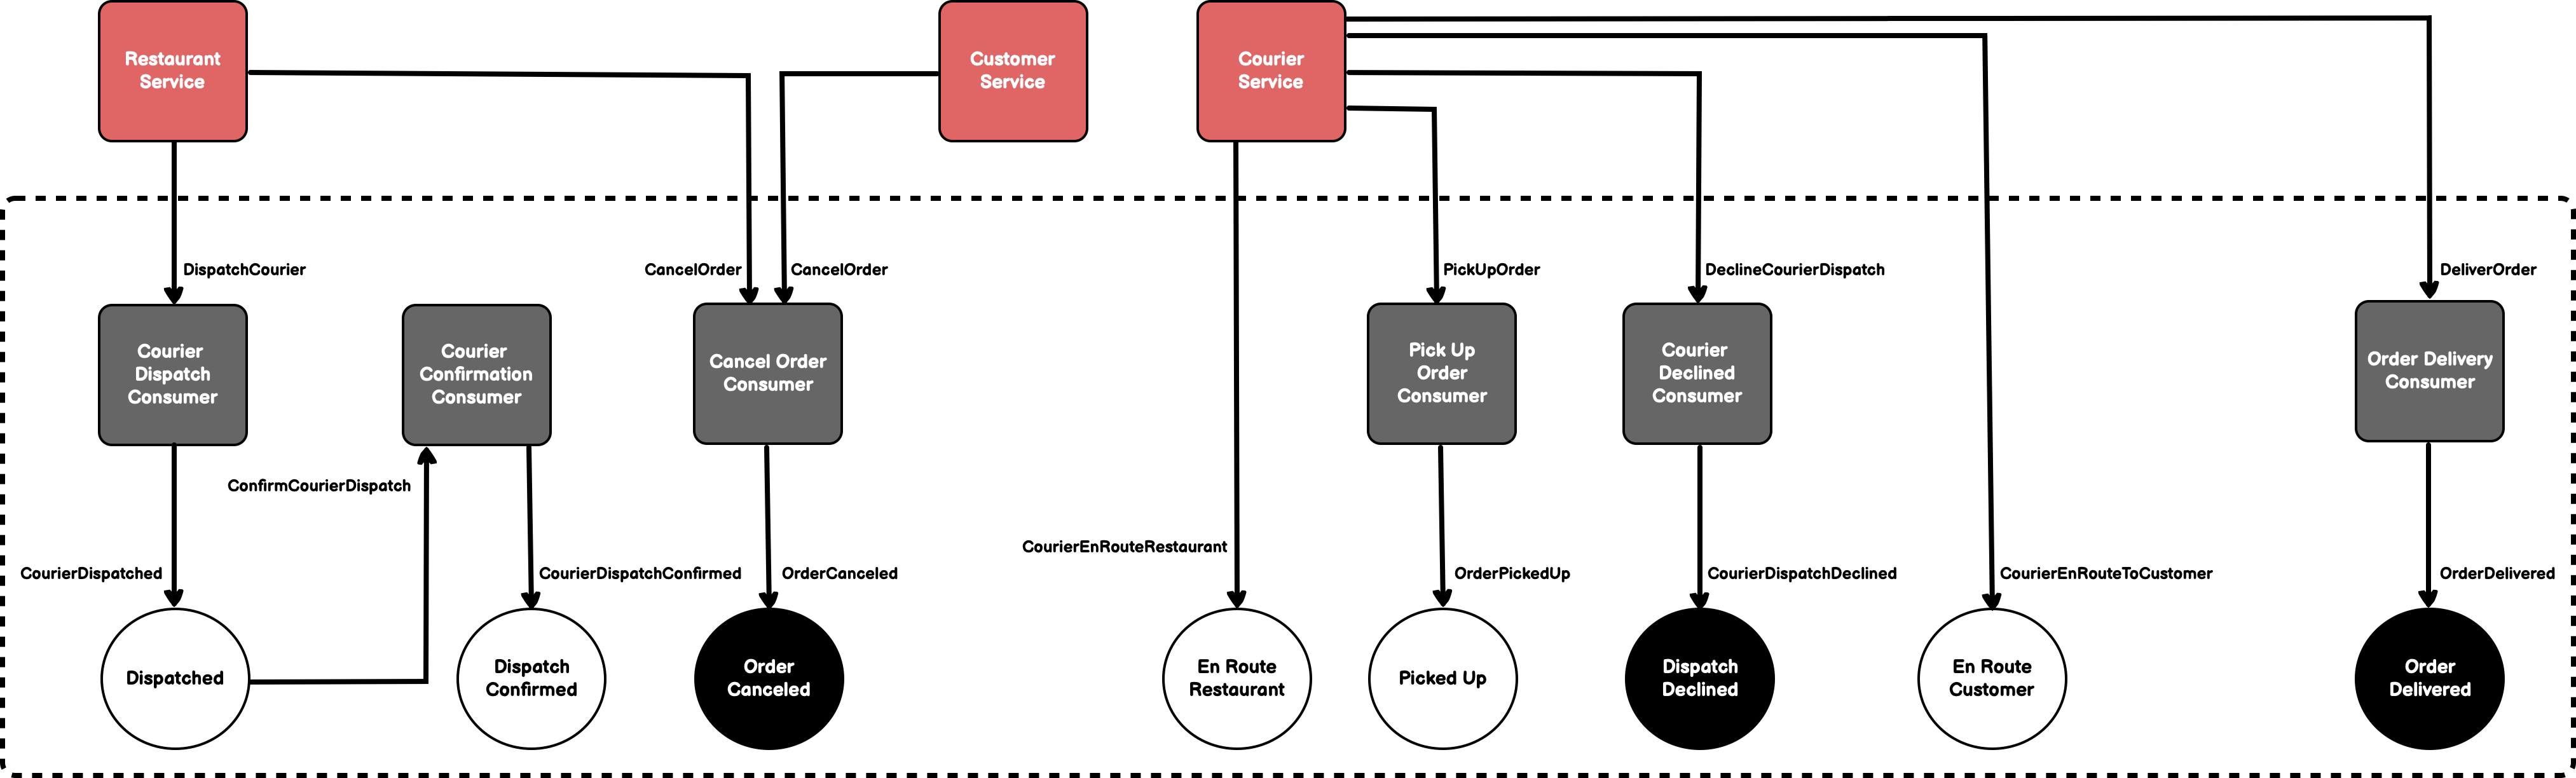 Restaurant
Service
Customer
Service
Courier
Service
DispatchCourier
CancelOrder
CancelOrder
PickUpOrder
DeclineCourierDispatch
DeliverOrder
Courier
Dispatch
Consumer
Courier
Confirmation
Consumer
Cancel Order
Consumer
Pick Up
Order
Consumer
Courier
Declined
Consumer
Order Delivery
Consumer
ConfirmCourierDispatch
CourierEnRouteRestaurant
CourierDispatched
CourierDispatchConfirmed
OrderCanceled
OrderPickedUp
CourierDispatchDeclined
CourierEnRouteToCustomer
OrderDelivered
Dispatched
Dispatch
Confirmed
Order
Canceled
En Route
Restaurant
Picked Up
Dispatch
Declined
En Route
Customer
Order
Delivered